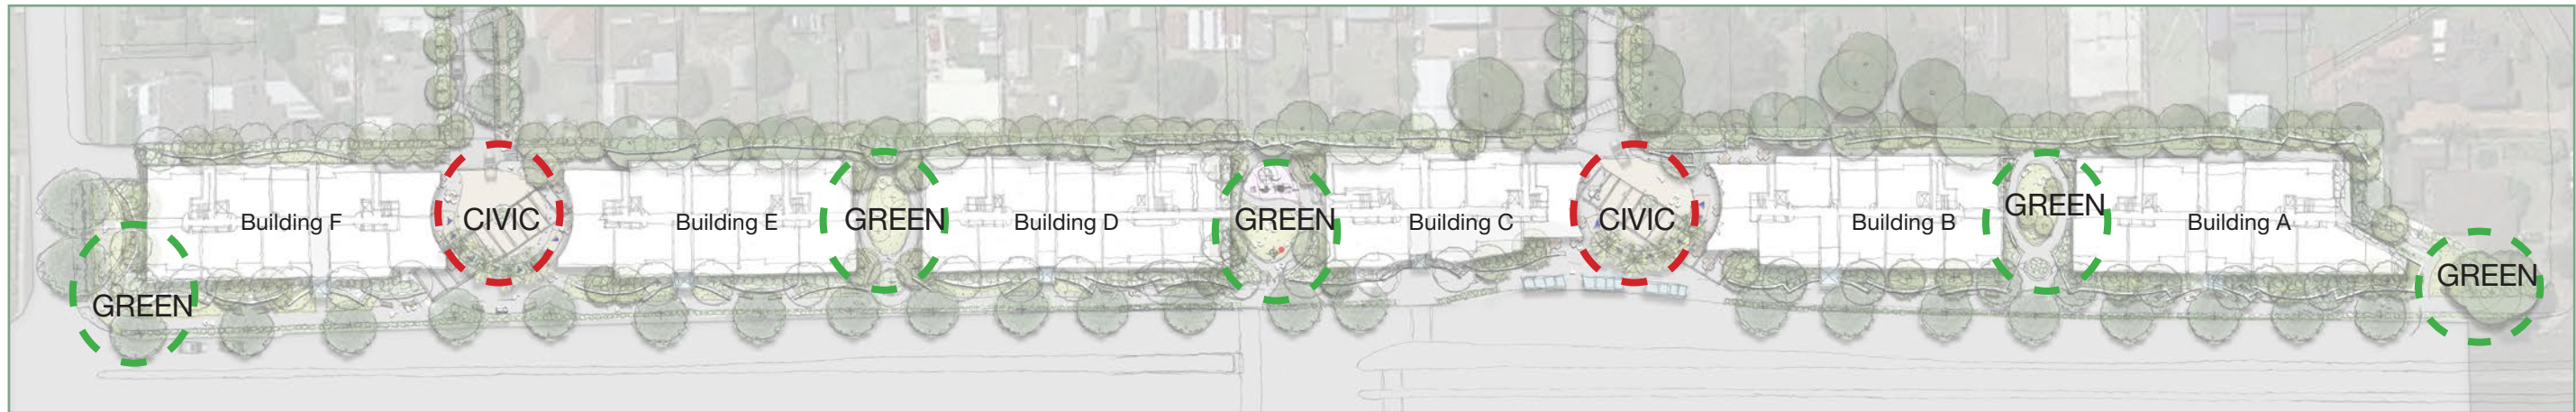 Building F
CIVIC
Building E
GREEN
Building D
GREEN
Building C
CIVIC
Building B
GREEN
Building A
GREEN
GREEN